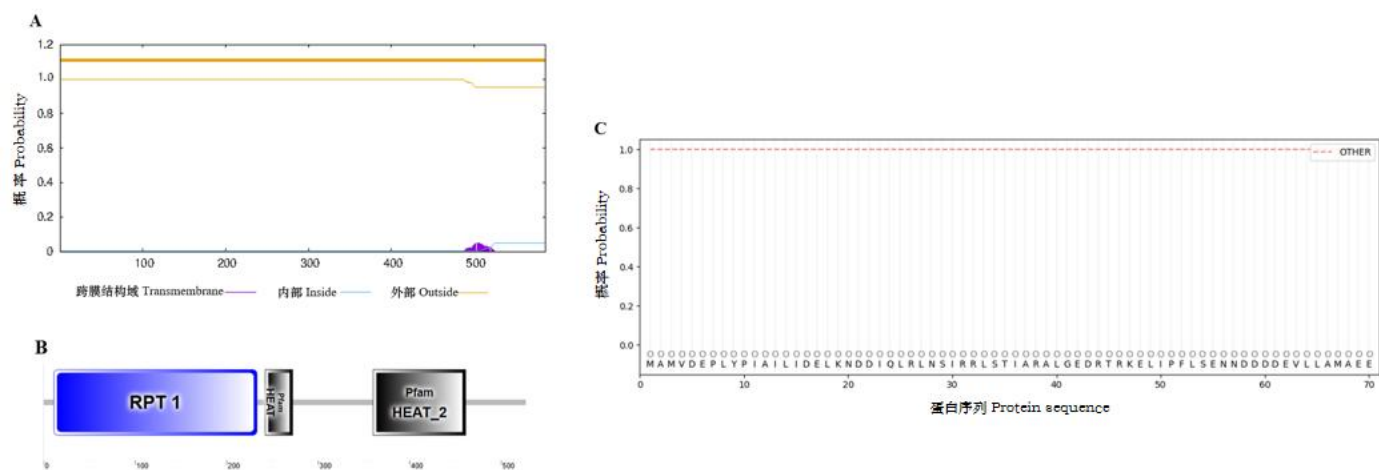 A
1.2
1.0
0.8
0.6
0.4
0.2
0
概率 Probability
100 200 300 400 500
跨膜结构域 Transmembrane 内部 Inside 外部 Outside
B
RPT 1
Pfam
HEAT
Pfam
HEAT_2
0 100 200 300 400 500
C
OTHER
1.0
0.8
0.6
0.4
0.2
0.0
概率 Probability
O O O O O O O O O O O O O O O O O O O O O O O O O O O O O O O O O O O O O O O O O O O O O O O O O O O O O O O O O O O O O O O O O O O O O O
M A M V D E P L Y P I A I L I D E L K N D D I Q L R L N S I R R L S T I A R A L G E D R T R K E L I P F L S E N N D D D D E V L L A M A E E
0 10 20 30 40 50 60 70
蛋白序列 Protein sequence